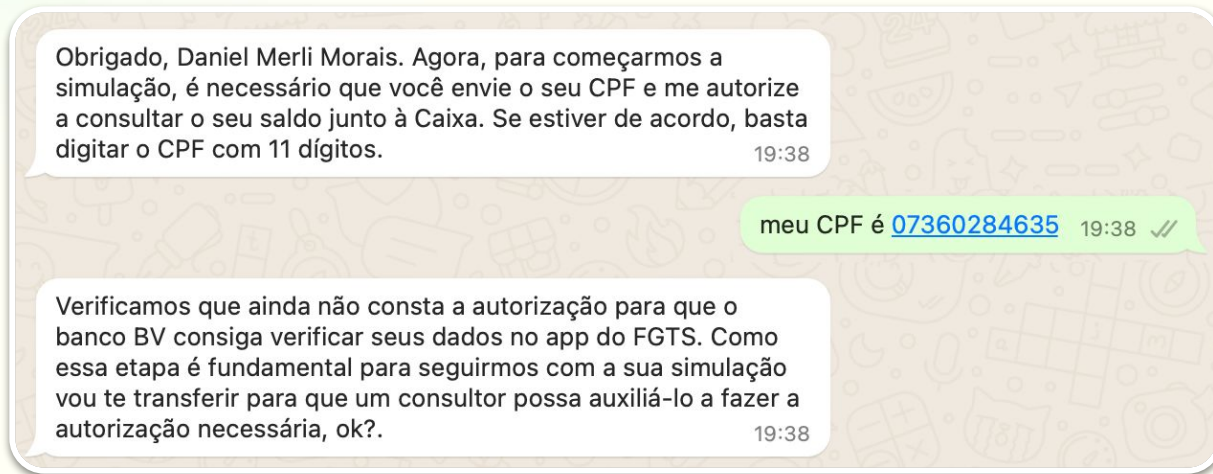 Obrigado, Daniel Merli Morais. Agora, para começarmos a
simulação, é necessário que você envie o seu CPF e me autorize
a consultar o seu saldo junto à Caixa. Se estiver de acordo, basta
digitar o CPF com 11 dígitos.
19:38
meu CPF é 07360284635 19:38
Verificamos que ainda não consta a autorização para que o
banco BV consiga verificar seus dados no app do FGTS. Como
essa etapa é fundamental para seguirmos com a sua simulação
vou te transferir para que um consultor possa auxiliá-lo a fazer a
autorização necessária, ok?.
19:38